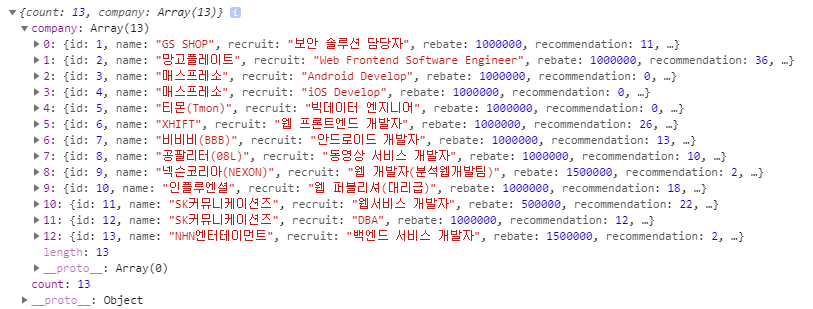 ▼ {count: 13, company: Array(13)} i
▼ company: Array(13)
▶ 0: {id: 1, name: "GS SHOP", recruit: "보안 솔루션 담당자", rebate: 1000000, recommendation: 11, …}
▶ 1: {id: 2, name: "망고플레이트", recruit: "Web Frontend Software Engineer", rebate: 1000000, recommendation: 36, …}
▶ 2: {id: 3, name: "매스프레소", recruit: "Android Develop", rebate: 1000000, recommendation: 0, …}
▶ 3: {id: 4, name: "매스프레소", recruit: "iOS Develop", rebate: 1000000, recommendation: 0, …}
▶ 4: {id: 5, name: "티몬(Tmon)", recruit: "빅데이터 엔지니어", rebate: 1000000, recommendation: 0, …}
▶ 5: {id: 6, name: "XHIFT", recruit: "웹 프론트엔드 개발자", rebate: 1000000, recommendation: 26, …}
▶ 6: {id: 7, name: "비비비(BBB)", recruit: "안드로이드 개발자", rebate: 1000000, recommendation: 13, …}
▶ 7: {id: 8, name: "공팔리터(08L)", recruit: "동영상 서비스 개발자", rebate: 1000000, recommendation: 10, …}
▶ 8: {id: 9, name: "넥슨코리아(NEXON)", recruit: "웹 개발자(분석웹개발팀)", rebate: 1500000, recommendation: 2, …}
▶ 9: {id: 10, name: "인플루엔셜", recruit: "웹 퍼블리셔(대리급)", rebate: 1000000, recommendation: 18, …}
▶ 10: {id: 11, name: "SK커뮤니케이션즈", recruit: "웹서비스 개발자", rebate: 500000, recommendation: 22, …}
▶ 11: {id: 12, name: "SK커뮤니케이션즈", recruit: "DBA", rebate: 1000000, recommendation: 12, …}
▶ 12: {id: 13, name: "NHN엔터테이먼트", recruit: "백엔드 서비스 개발자", rebate: 1500000, recommendation: 2, …}
length: 13
▶ __proto__: Array(0)
count: 13
▶ __proto__: Object